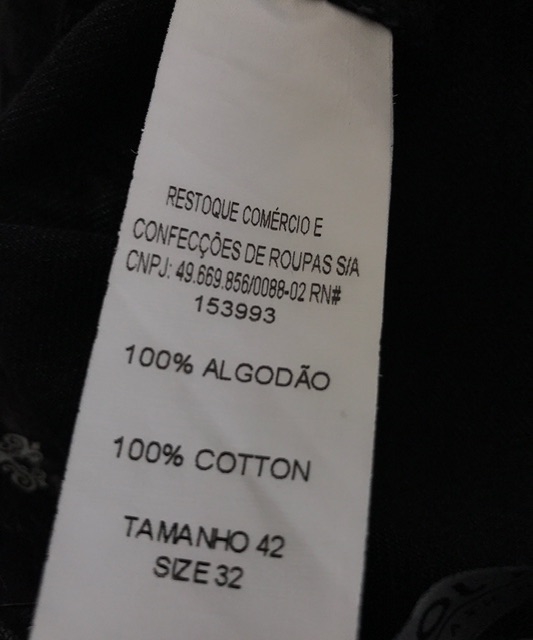 RESTOQUE COMÉRCIO E
CONFECÇÕES DE ROUPAS S/A
CNPJ: 49.669.856/0088-02 RN#
153993
100% ALGODÃO
100% COTTON
TAMANHO 42
SIZE 32